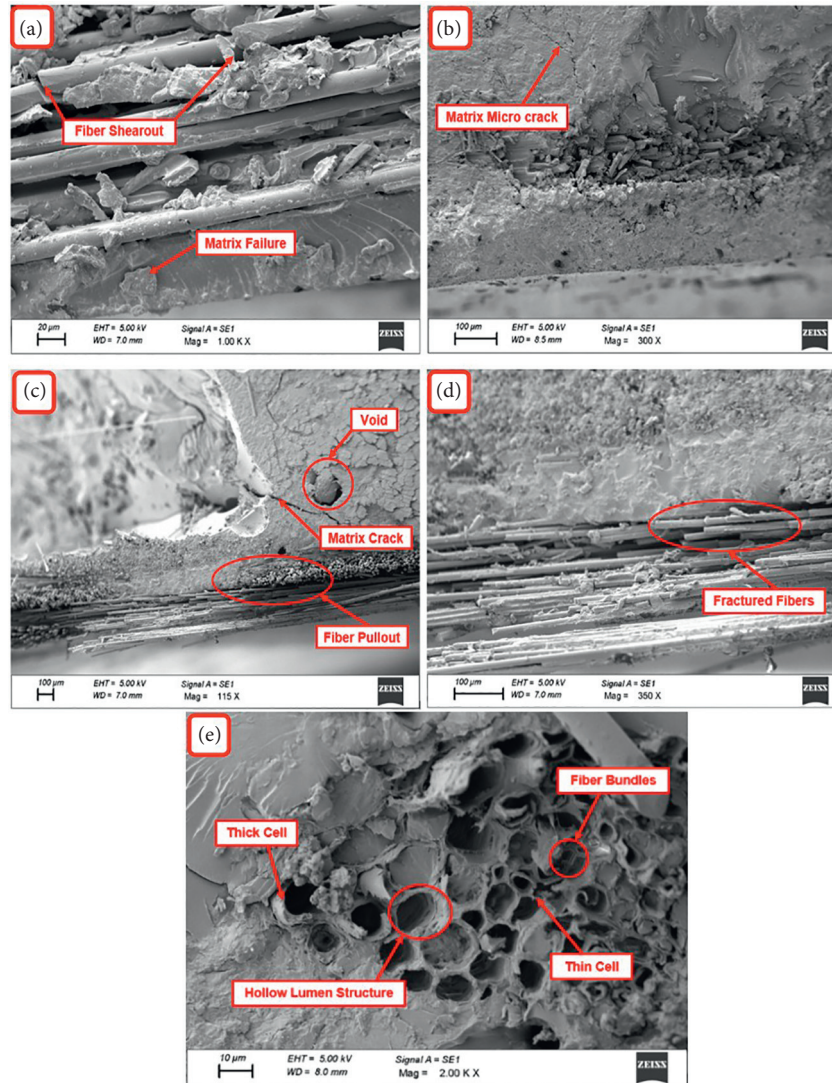 (a)
Fiber Shearout
Matrix Failure
20 µm EHT = 5.00 kV Signal A = SE1
WD = 7.0 mm Mag = 1.00 K X
ZEISS
(b)
Matrix Micro crack
100 µm EHT = 5.00 kV Signal A = SE1
WD = 8.5 mm Mag = 300 X
ZEISS
(c)
Void
Matrix Crack
Fiber Pullout
100 µm EHT = 5.00 kV Signal A = SE1
WD = 7.0 mm Mag = 115 X
ZEISS
(d)
Fractured Fibers
100 µm EHT = 5.00 kV Signal A = SE1
WD = 7.0 mm Mag = 350 X
ZEISS
(e)
Fiber Bundles
Thick Cell
Thin Cell
Hollow Lumen Structure
10 µm EHT = 5.00 kV Signal A = SE1
WD = 8.0 mm Mag = 2.00 K X
ZEISS